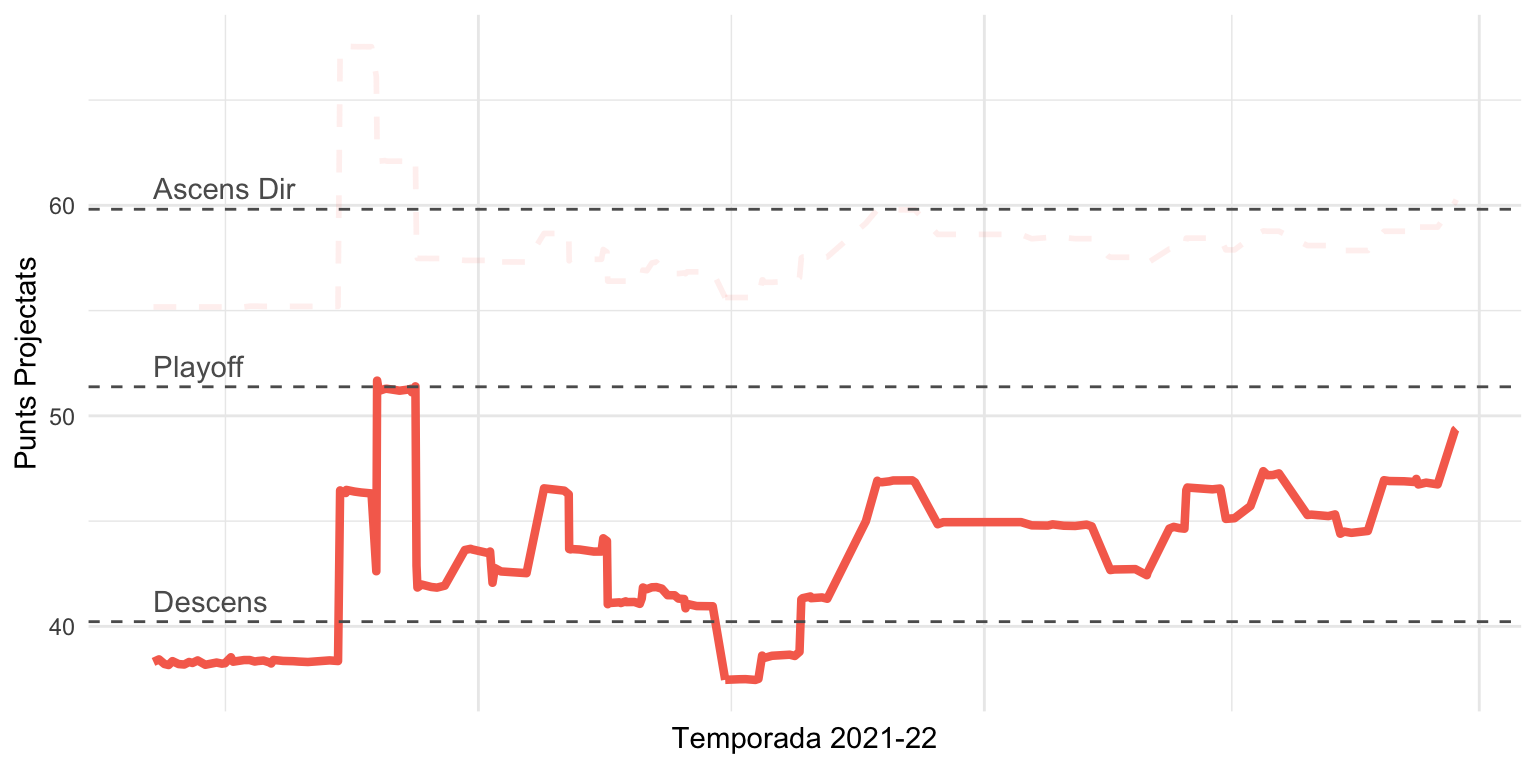 Ascens Dir
60
Playoff
50
Descens
40
Punts Projectats
Temporada 2021-22